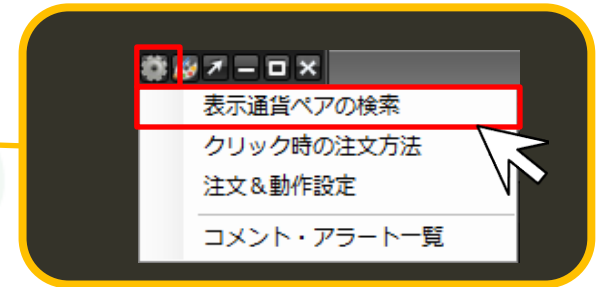 表示通貨ペアの検索
クリック時の注文方法
注文＆動作設定
コメント・アラート一覧